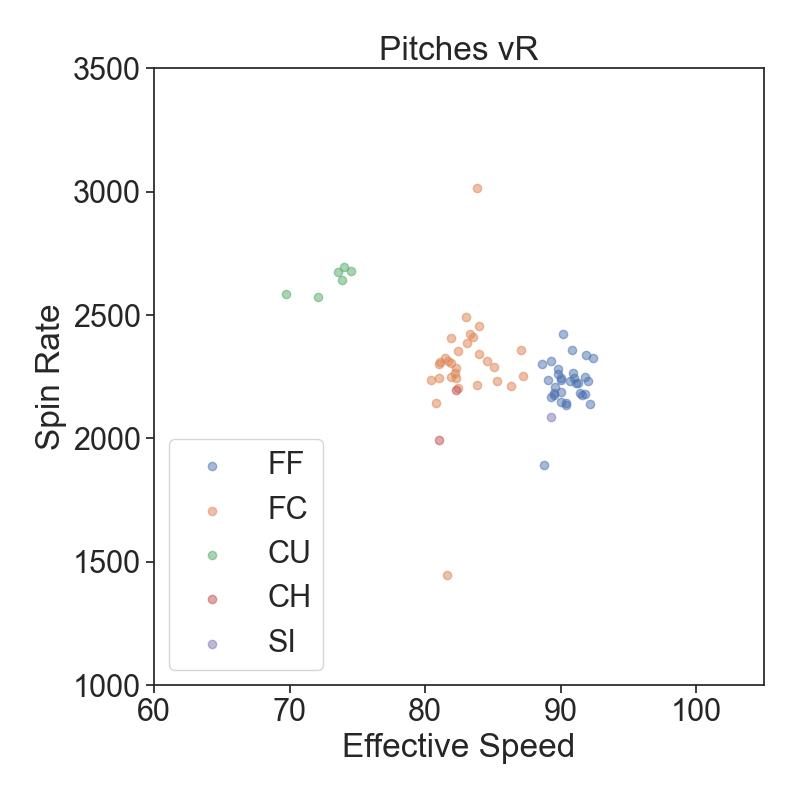 Pitches vR
3500
3000
2500
2000
1500
1000
Spin Rate
FF
FC
CU
CH
SI
60 70 80 90 100
Effective Speed